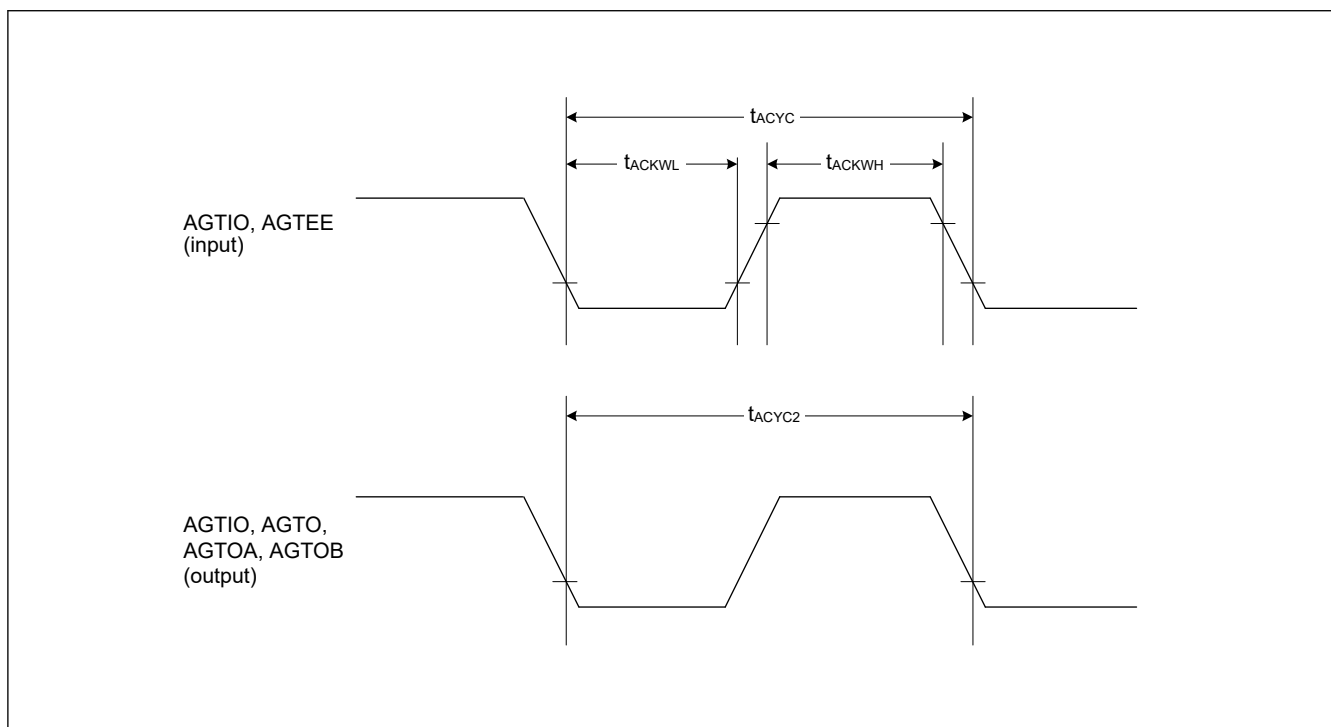 tACYC
tACKWL
tACKWH
AGTIO, AGTEE
(input)
tACYC2
AGTIO, AGTO,
AGTOA, AGTOB
(output)